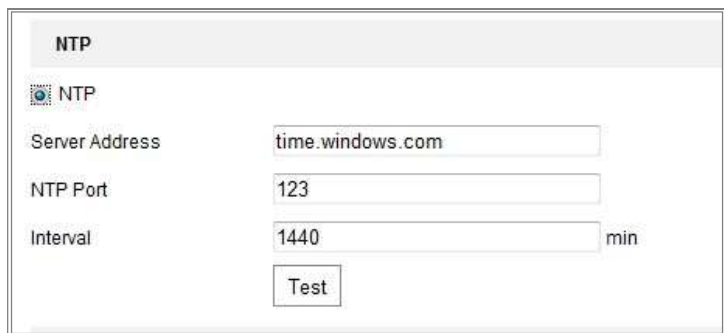 NTP
NTP
Server Address time.windows.com
NTP Port 123
Interval 1440 min
Test